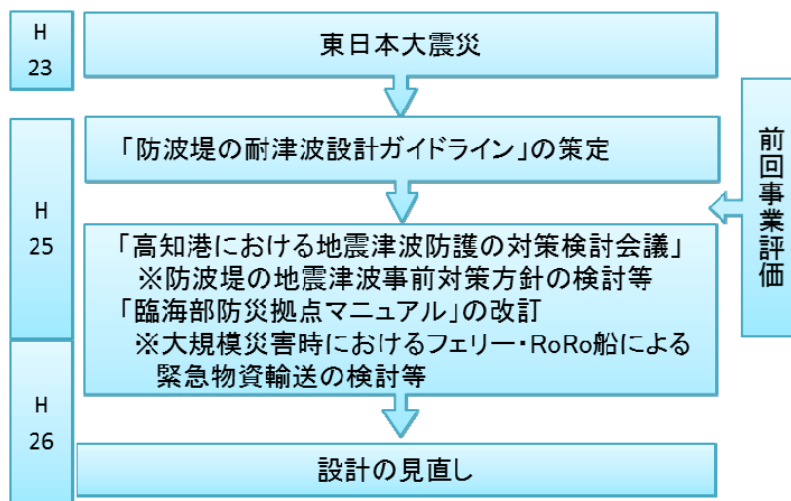 H
23
東日本大震災
H
25
「防波堤の耐津波設計ガイドライン」の策定
前回事業評価
「高知港における地震津波防護の対策検討会議」
※防波堤の地震津波事前対策方針の検討等
「臨海部防災拠点マニュアル」の改訂
※大規模災害時におけるフェリー・RoRo船による
緊急物資輸送の検討等
H
26
設計の見直し